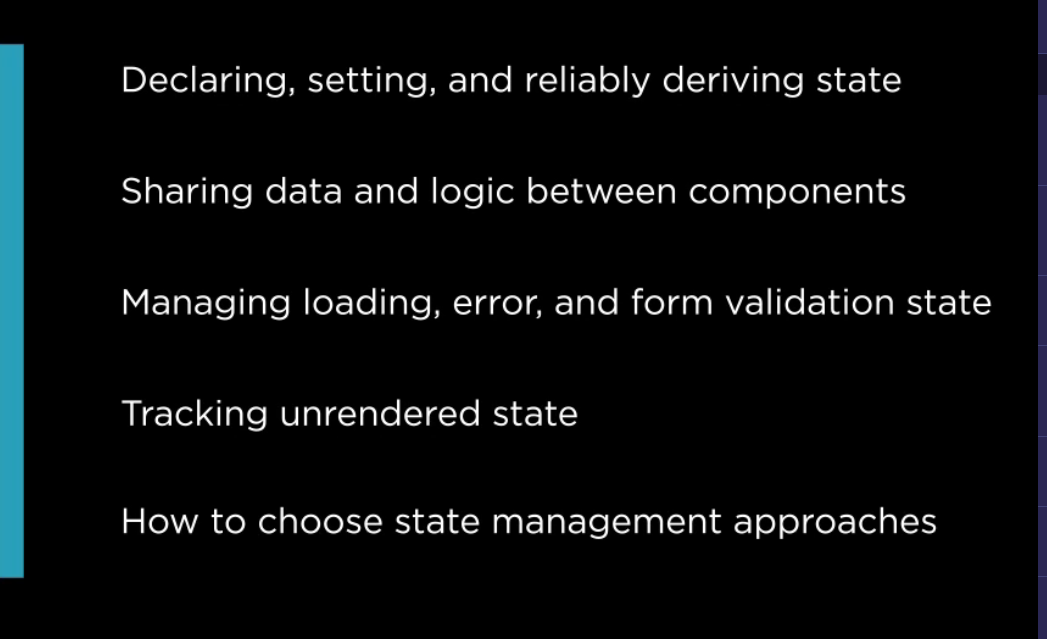 Declaring, setting, and reliably deriving state
Sharing data and logic between components
Managing loading, error, and form validation state
Tracking unrendered state
How to choose state management approaches